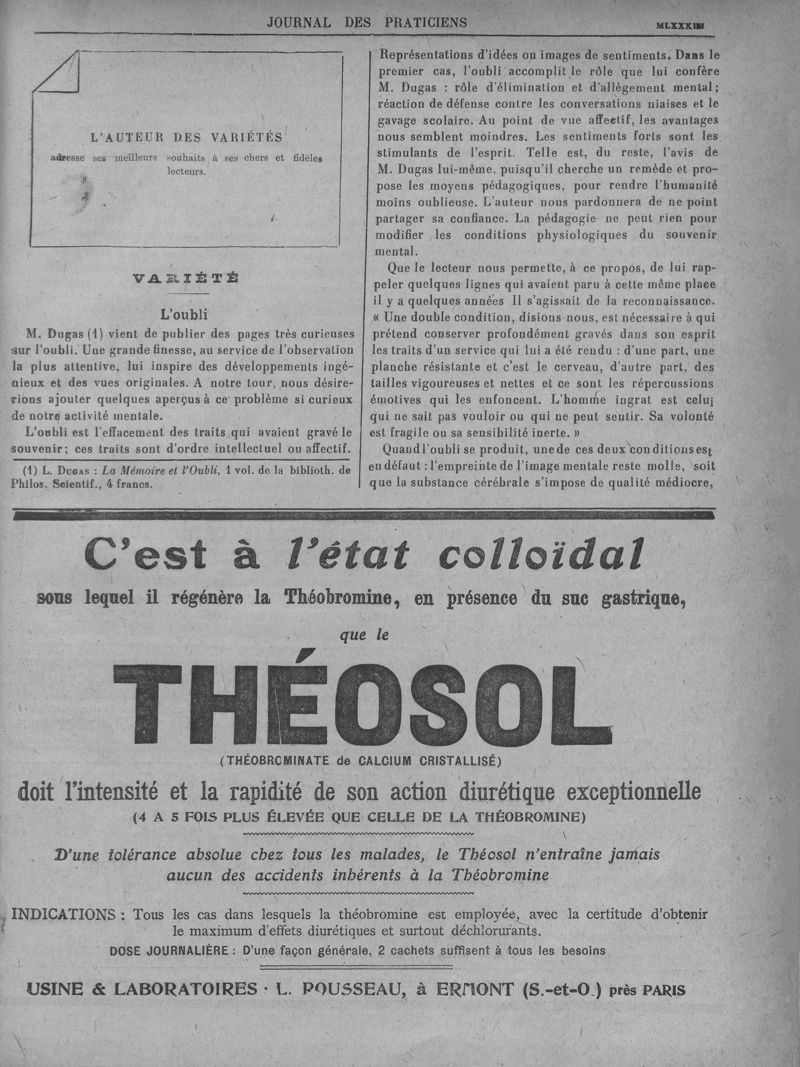 JOURNAL DES PRATICIENS
MLXXXIII
L'AUTEUR DES VARIÉTÉS
adresse ses meilleurs souhaits à ses chers et fidèles
lecteurs.
VARIÉTÉ
L'oubli
M. Dugas (1) vient de publier des pages très curieuses
sur l'oubli. Une grande finesse, au service de l'observation
la plus attentive, lui inspire des développements ingé-
nieux et des vues originales. A notre tour, nous désire-
rions ajouter quelques aperçus à ce problème si curieux
de notre activité mentale.
L'oubli est l'effacement des traits qui avaient gravé le
souvenir; ces traits sont d'ordre intellectuel ou affectif.
(1) L. DUGAS : La Mémoire et l'Oubli, 1 vol. de la biblioth. de
Philos. Scientif., 4 francs.
Représentations d'idées ou images de sentiments. Dans le
premier cas, l'oubli accomplit le rôle que lui confère
M. Dugas : rôle d'élimination et d'allègement mental;
réaction de défense contre les conversations niaises et le
gavage scolaire. Au point de vue affectif, les avantages
nous semblent moindres. Les sentiments forts sont les
stimulants de l'esprit. Telle est, du reste, l'avis de
M. Dugas lui-même, puisqu'il cherche un remède et pro-
pose les moyens pédagogiques, pour rendre l'humanité
moins oublieuse. L'auteur nous pardonnera de ne point
partager sa confiance. La pédagogie ne peut rien pour
modifier les conditions physiologiques du souvenir
mental.
Que le lecteur nous permette, à ce propos, de lui rap-
peler quelques lignes qui avaient paru à cette même place
il y a quelques années Il s'agissait de la reconnaissance.
« Une double condition, disions nous, est nécessaire à qui
prétend conserver profondément gravés dans son esprit
les traits d'un service qui lui a été rendu : d'une part, une
planche résistante et c'est le cerveau, d'autre part, des
tailles vigoureuses et nettes et ce sont les répercussions
émotives qui les enfoncent. L'homme ingrat est celui
qui ne sait pas vouloir ou qui ne peut sentir. Sa volonté
est fragile ou sa sensibilité inerte. »
Quand l'oubli se produit, une de ces deux conditions est
en défaut : l'empreinte de l'image mentale reste molle, soit
que la substance cérébrale s'impose de qualité médiocre,
C'est à l'état colloïdal
sous lequel il régénère la Théobromine, en présence du suc gastrique,
que le
THÉOSOL
(THÉOBROMINATE de CALCIUM CRISTALLISÉ)
doit l'intensité et la rapidité de son action diurétique exceptionnelle
(4 A 5 FOIS PLUS ÉLEVÉE QUE CELLE DE LA THÉOBROMINE)
D'une tolérance absolue chez tous les malades, le Théosol n'entraîne jamais
aucun des accidents inhérents à la Théobromine
INDICATIONS : Tous les cas dans lesquels la théobromine est employée, avec la certitude d'obtenir
le maximum d'effets diurétiques et surtout déchlorurants.
DOSE JOURNALIÈRE : D'une façon générale, 2 cachets suffisent à tous les besoins
USINE & LABORATOIRES · L. POUSSEAU, à ERMONT (S.-et-O.) près PARIS